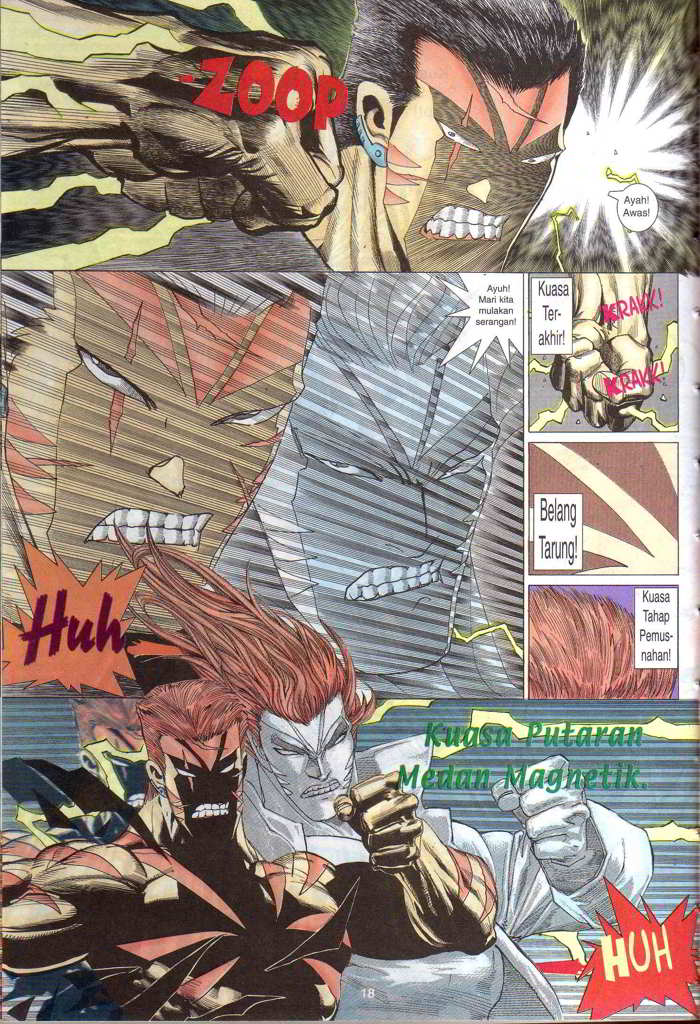 ZOOP
Ayah!
Awas!
Ayuh!
Mari kita
mulakan
serangan!
Kuasa
Ter-
akhir!
KRAKK!
KRAKK!
Belang
Tarung!
Kuasa
Tahap
Pemus-
nahan!
Huh
Kuasa Putaran
Medan Magnetik.
HUH
18